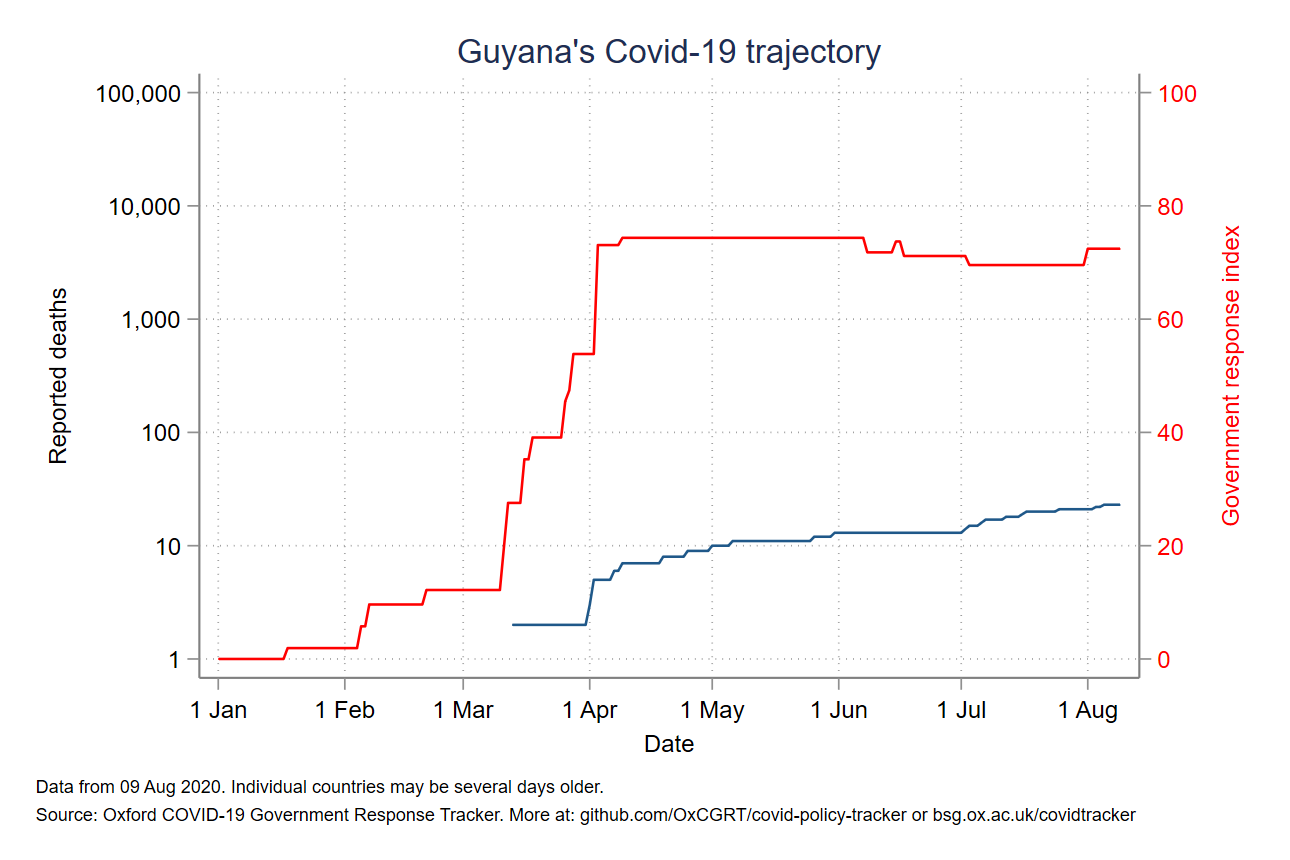 Guyana's Covid-19 trajectory
100,000
10,000
1,000
100
10
1
Reported deaths
100
80
60
40
20
0
Government response index
1 Jan
1 Feb
1 Mar
1 Apr
1 May
1 Jun
1 Jul
1 Aug
Date
Data from 09 Aug 2020. Individual countries may be several days older.
Source: Oxford COVID-19 Government Response Tracker. More at: github.com/OxCGRT/covid-policy-tracker or bsg.ox.ac.uk/covidtracker